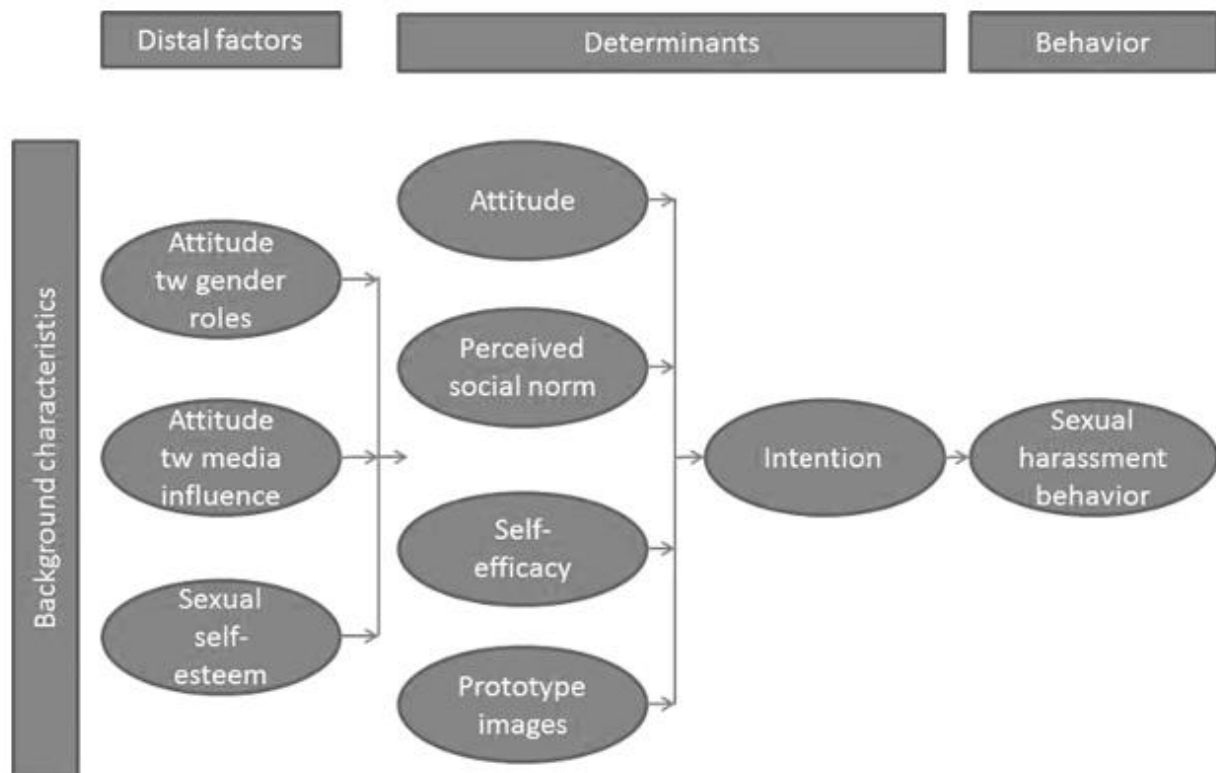 Distal factors
Determinants
Behavior
Background characteristics
Attitude
tw gender
roles
Attitude
tw media
influence
Sexual
self-
esteem
Attitude
Perceived
social norm
Self-
efficacy
Prototype
images
Intention
Sexual
harassment
behavior